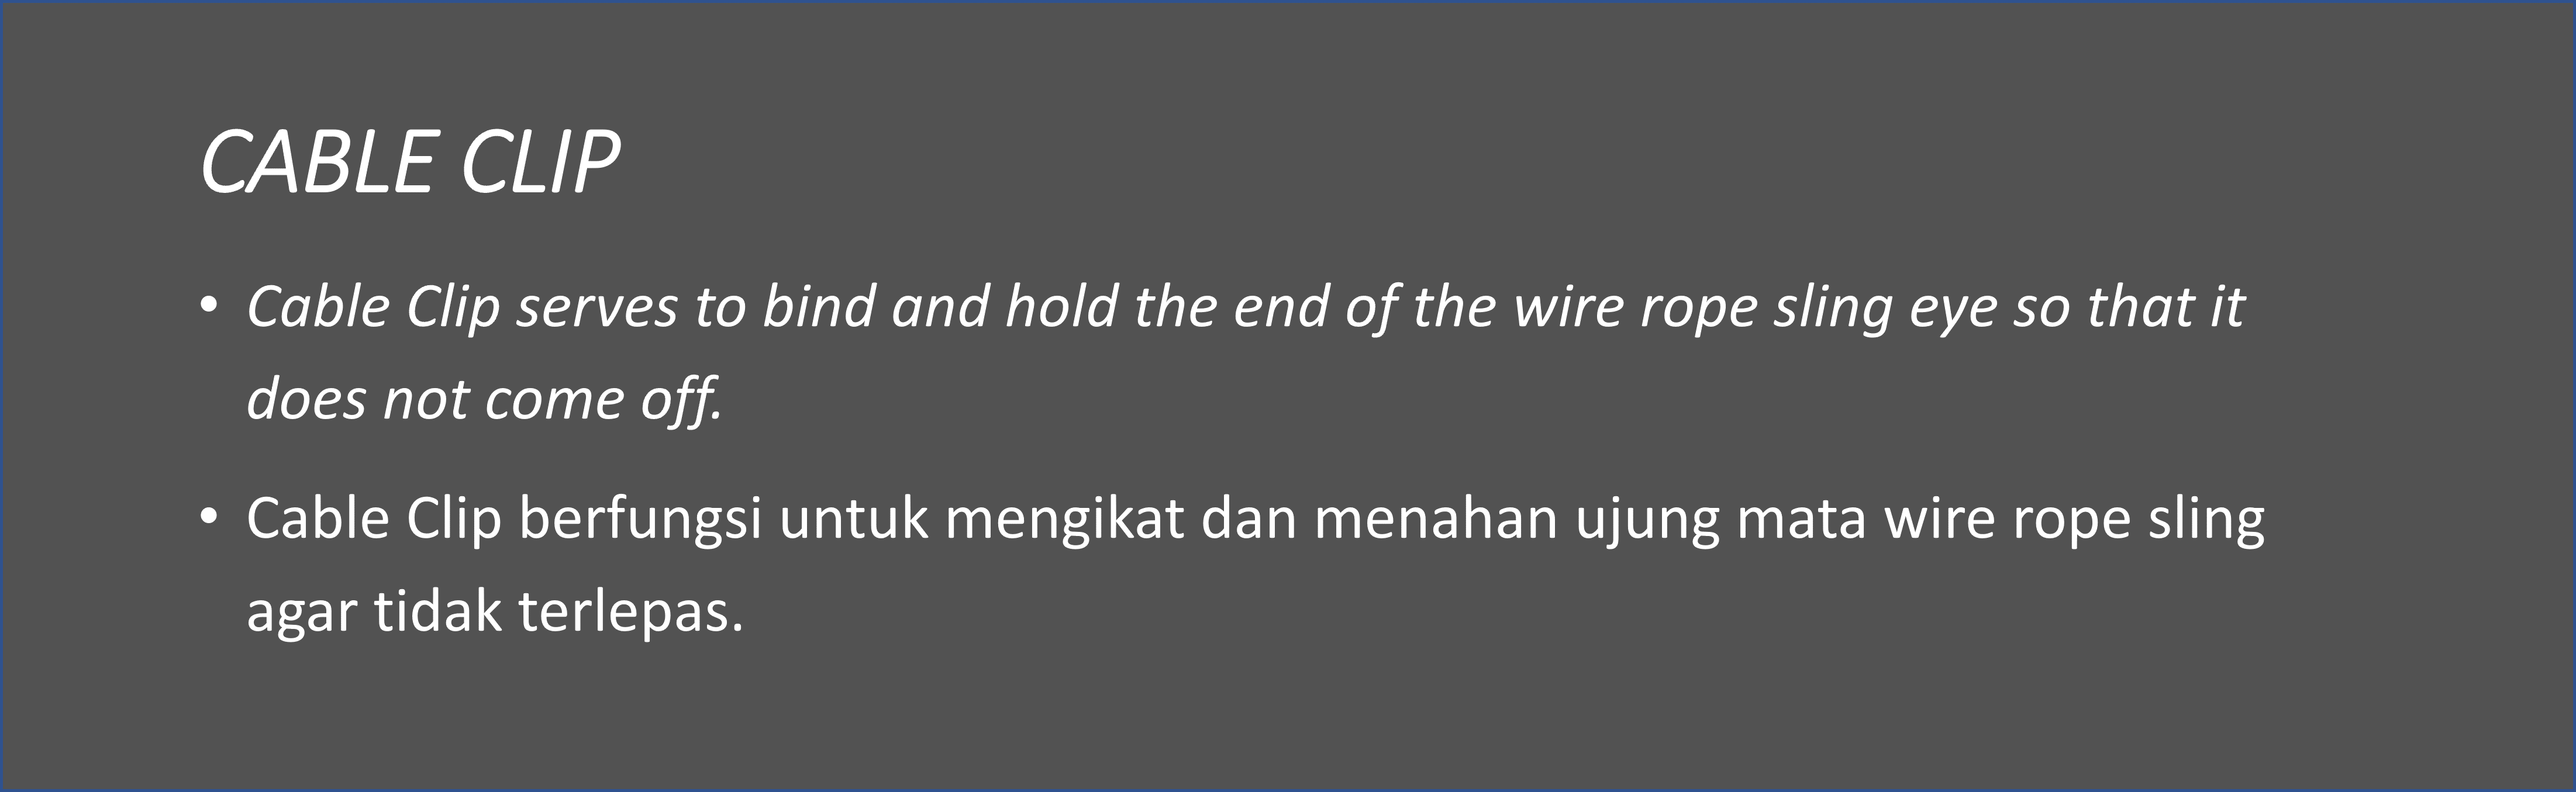 CABLE CLIP
• Cable Clip serves to bind and hold the end of the wire rope sling eye so that it
does not come off.
• Cable Clip berfungsi untuk mengikat dan menahan ujung mata wire rope sling
agar tidak terlepas.